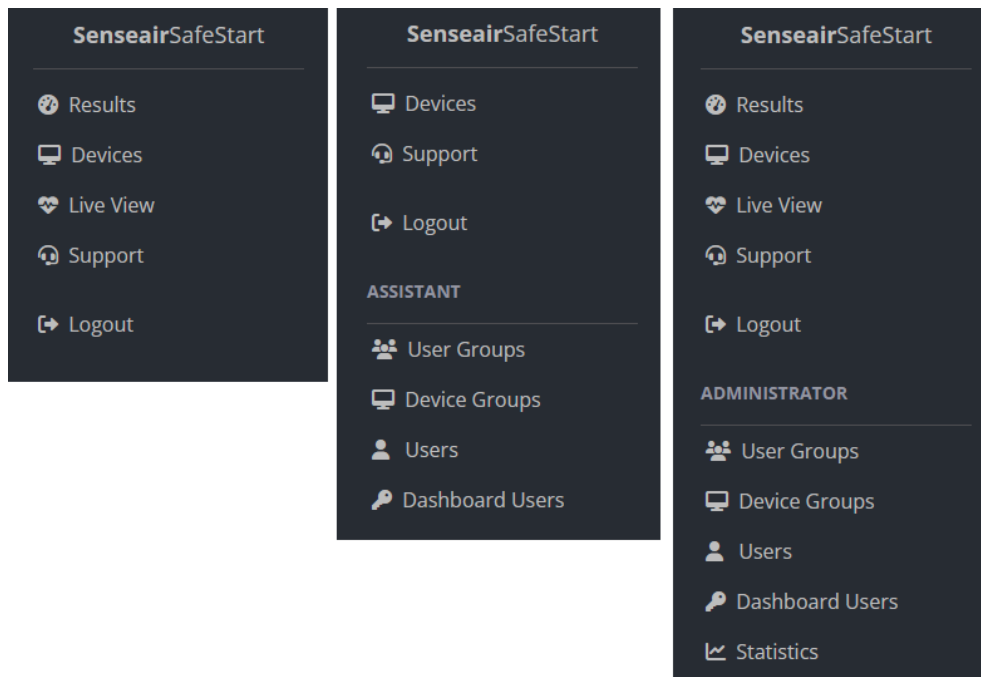 SenseairSafeStart
Results
Devices
Live View
Support
Logout
SenseairSafeStart
Devices
Support
Logout
ASSISTANT
User Groups
Device Groups
Users
Dashboard Users
SenseairSafeStart
Results
Devices
Live View
Support
Logout
ADMINISTRATOR
User Groups
Device Groups
Users
Dashboard Users
Statistics